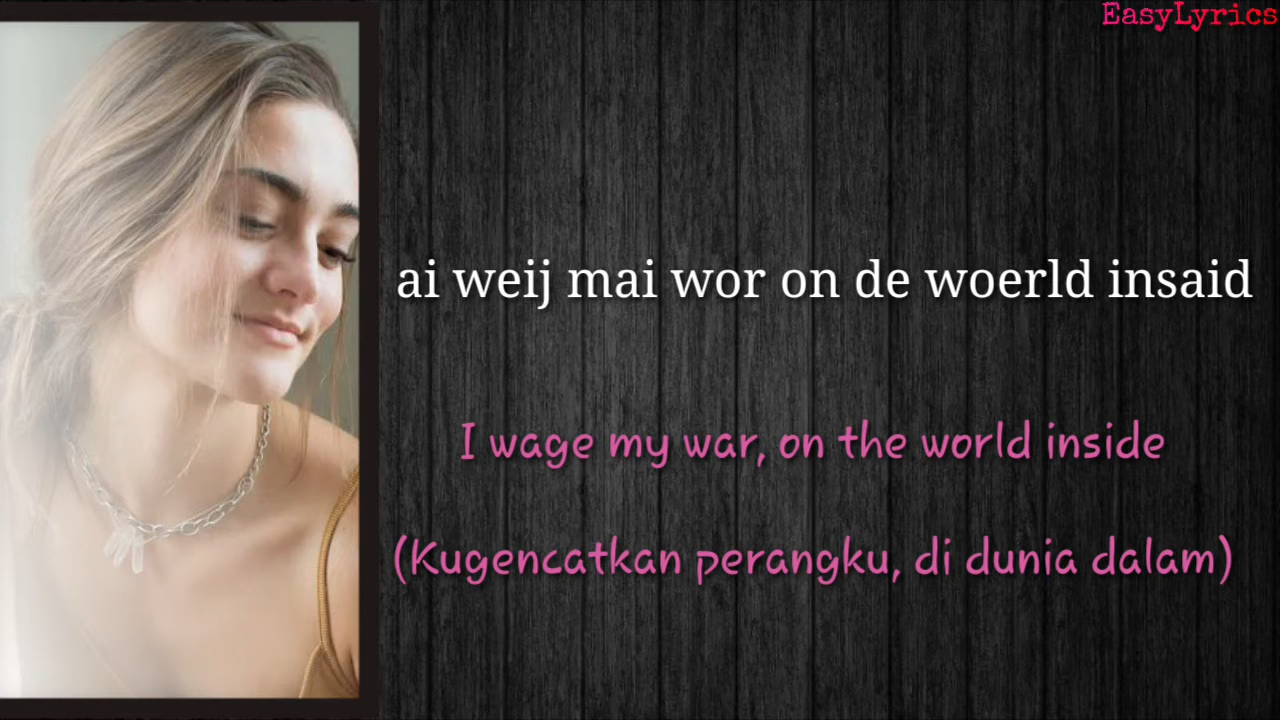 EasyLyrics
ai weij mai wor on de woerld insaid
I wage my war, on the world inside
(Kugencatkan perangku, di dunia dalam)